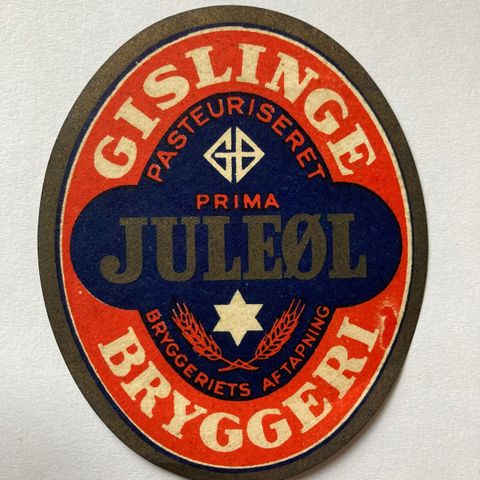 GISLINGE
PASTEURISERET
GB
PRIMA
JULEØL
BRYGGERIETS AFTAPNING
BRYGGERI